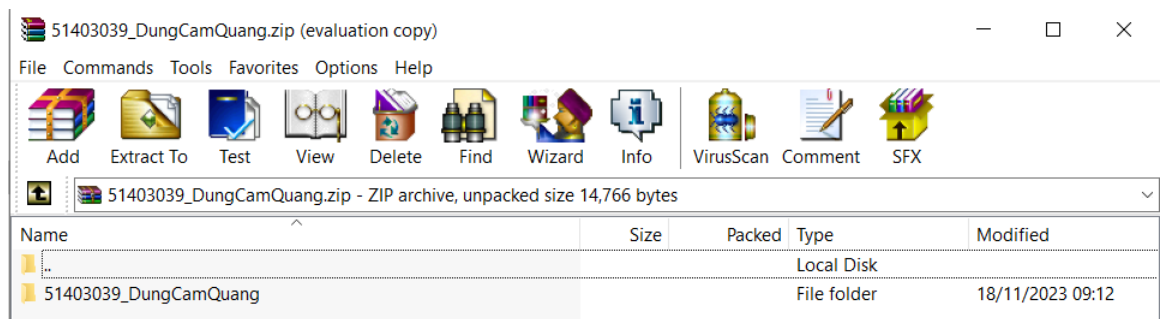 51403039_DungCamQuang.zip (evaluation copy)
File Commands Tools Favorites Options Help
Add Extract To Test View Delete Find Wizard Info VirusScan Comment SFX
51403039_DungCamQuang.zip - ZIP archive, unpacked size 14,766 bytes
Name Size Packed Type Modified
.. Local Disk
51403039_DungCamQuang File folder 18/11/2023 09:12